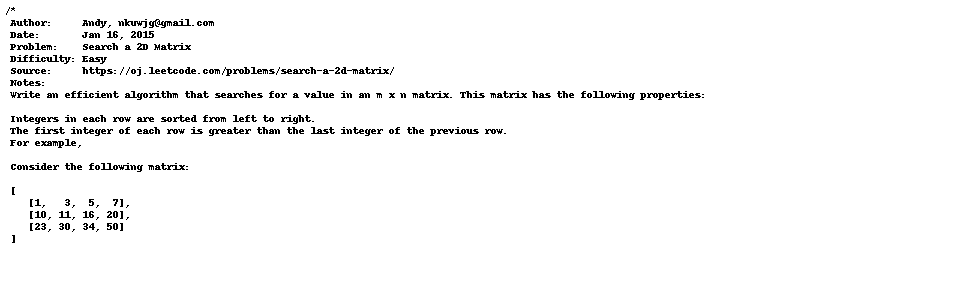 /*
Author: Andy, nkuwjg@gmail.com
Date: Jan 16, 2015
Problem: Search a 2D Matrix
Difficulty: Easy
Source: https://oj.leetcode.com/problems/search-a-2d-matrix/
Notes:
Write an efficient algorithm that searches for a value in an m x n matrix. This matrix has the following properties:
Integers in each row are sorted from left to right.
The first integer of each row is greater than the last integer of the previous row.
For example,
Consider the following matrix:
[
[1, 3, 5, 7],
[10, 11, 16, 20],
[23, 30, 34, 50]
]